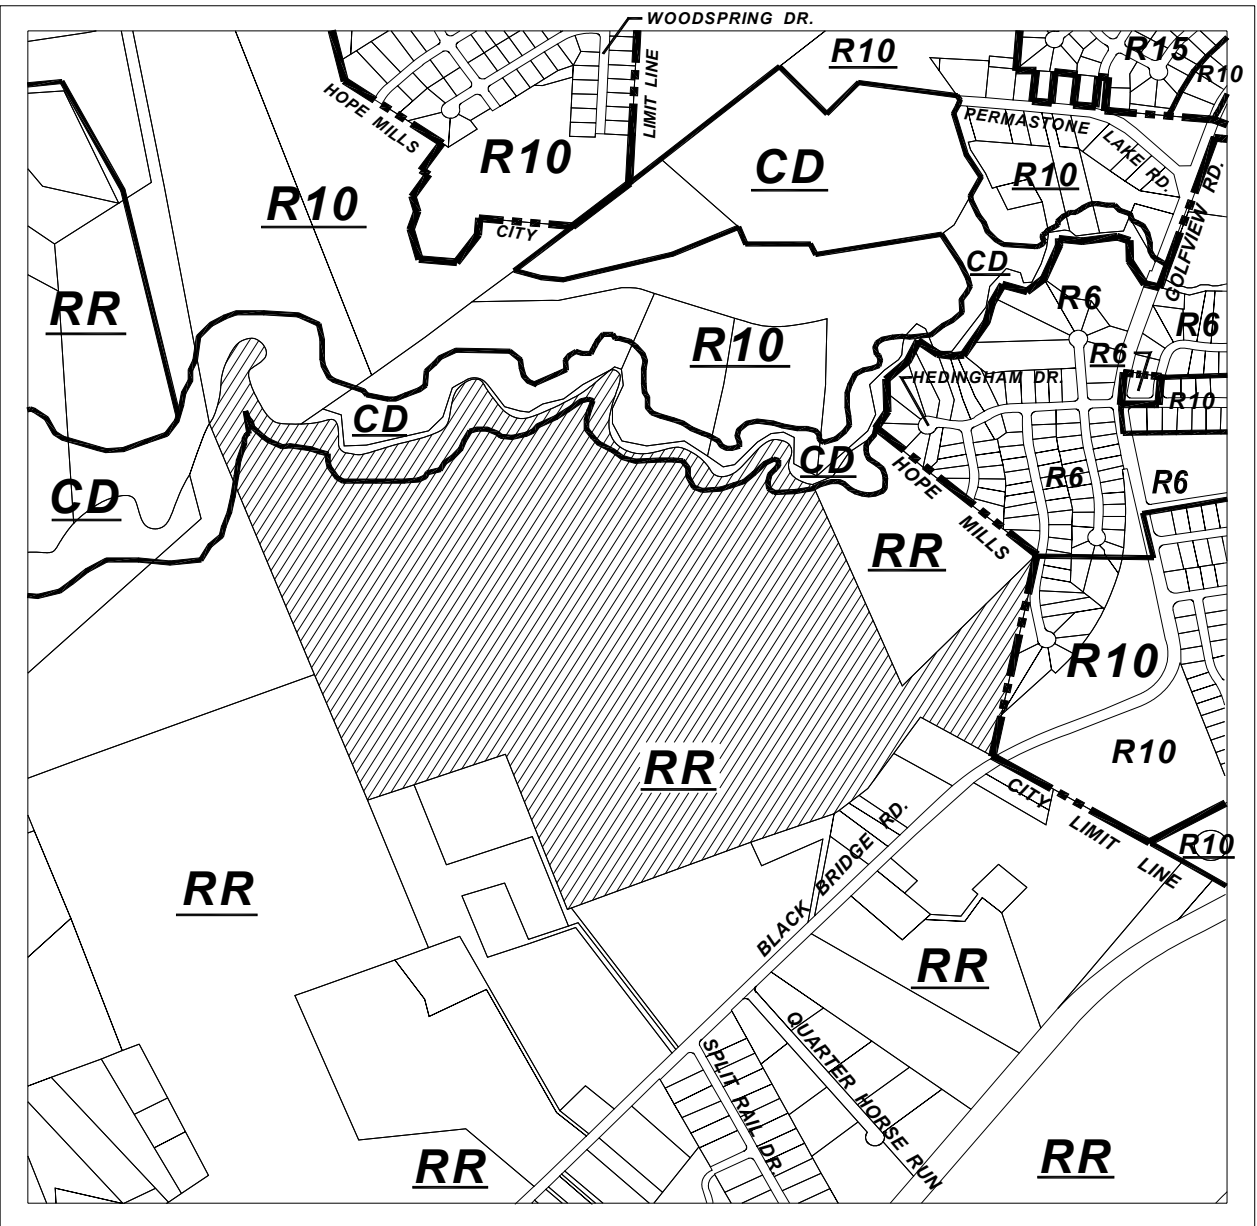 WOODSPRING DR.
R10
R15
R10
HOPE MILLS
LIMIT LINE
PERMASTONE LAKE RD.
R10
CD
R10
R10
GOLFVIEW RD.
CITY
CD
RR
R6
R6
R10
R6
HEDINGHAM DR.
R10
CD
CD
HOPE MILLS
R6
R6
CD
RR
R10
RR
R10
CITY LIMIT LINE
R10
BLACK BRIDGE RD.
RR
RR
QUARTER HORSE RUN
SPLIT RAIL DR.
RR
RR